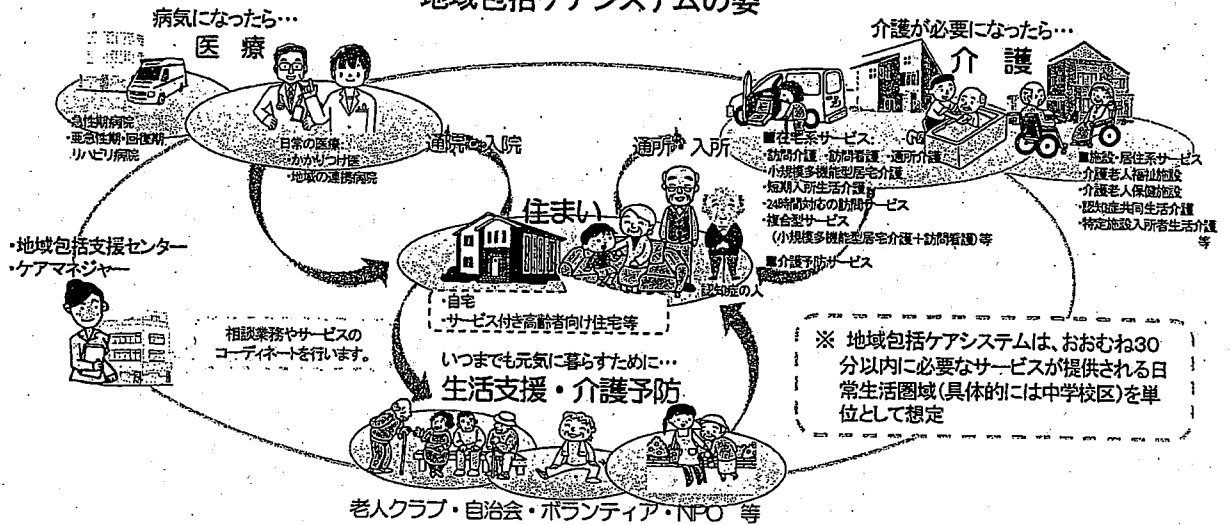 地域包括ケアシステムの姿
病気になったら…
医 療
急性期病院
・亜急性期・回復期
リハビリ病院
日常の医療:
・かかりつけ医
・地域の連携病院
通院・入院
通所・入所
介護が必要になったら…
介 護
■在宅系サービス:
・訪問介護・訪問看護・通所介護
・小規模多機能型居宅介護
・短期入所生活介護
・24時間対応の訪問サービス
・複合型サービス
(小規模多機能型居宅介護+訪問看護)等
■介護予防サービス
■施設・居住系サービス
・介護老人福祉施設
・介護老人保健施設
・認知症共同生活介護
・特定施設入所者生活介護
等
住まい
認知症の人
・自宅
・サービス付き高齢者向け住宅等
・地域包括支援センター
・ケアマネジャー
相談業務やサービスの
コーディネートを行います。
いつまでも元気に暮らすために…
生活支援・介護予防
老人クラブ・自治会・ボランティア・NPO 等
※ 地域包括ケアシステムは、おおむね30
分以内に必要なサービスが提供される日
常生活圏域(具体的には中学校区)を単
位として想定